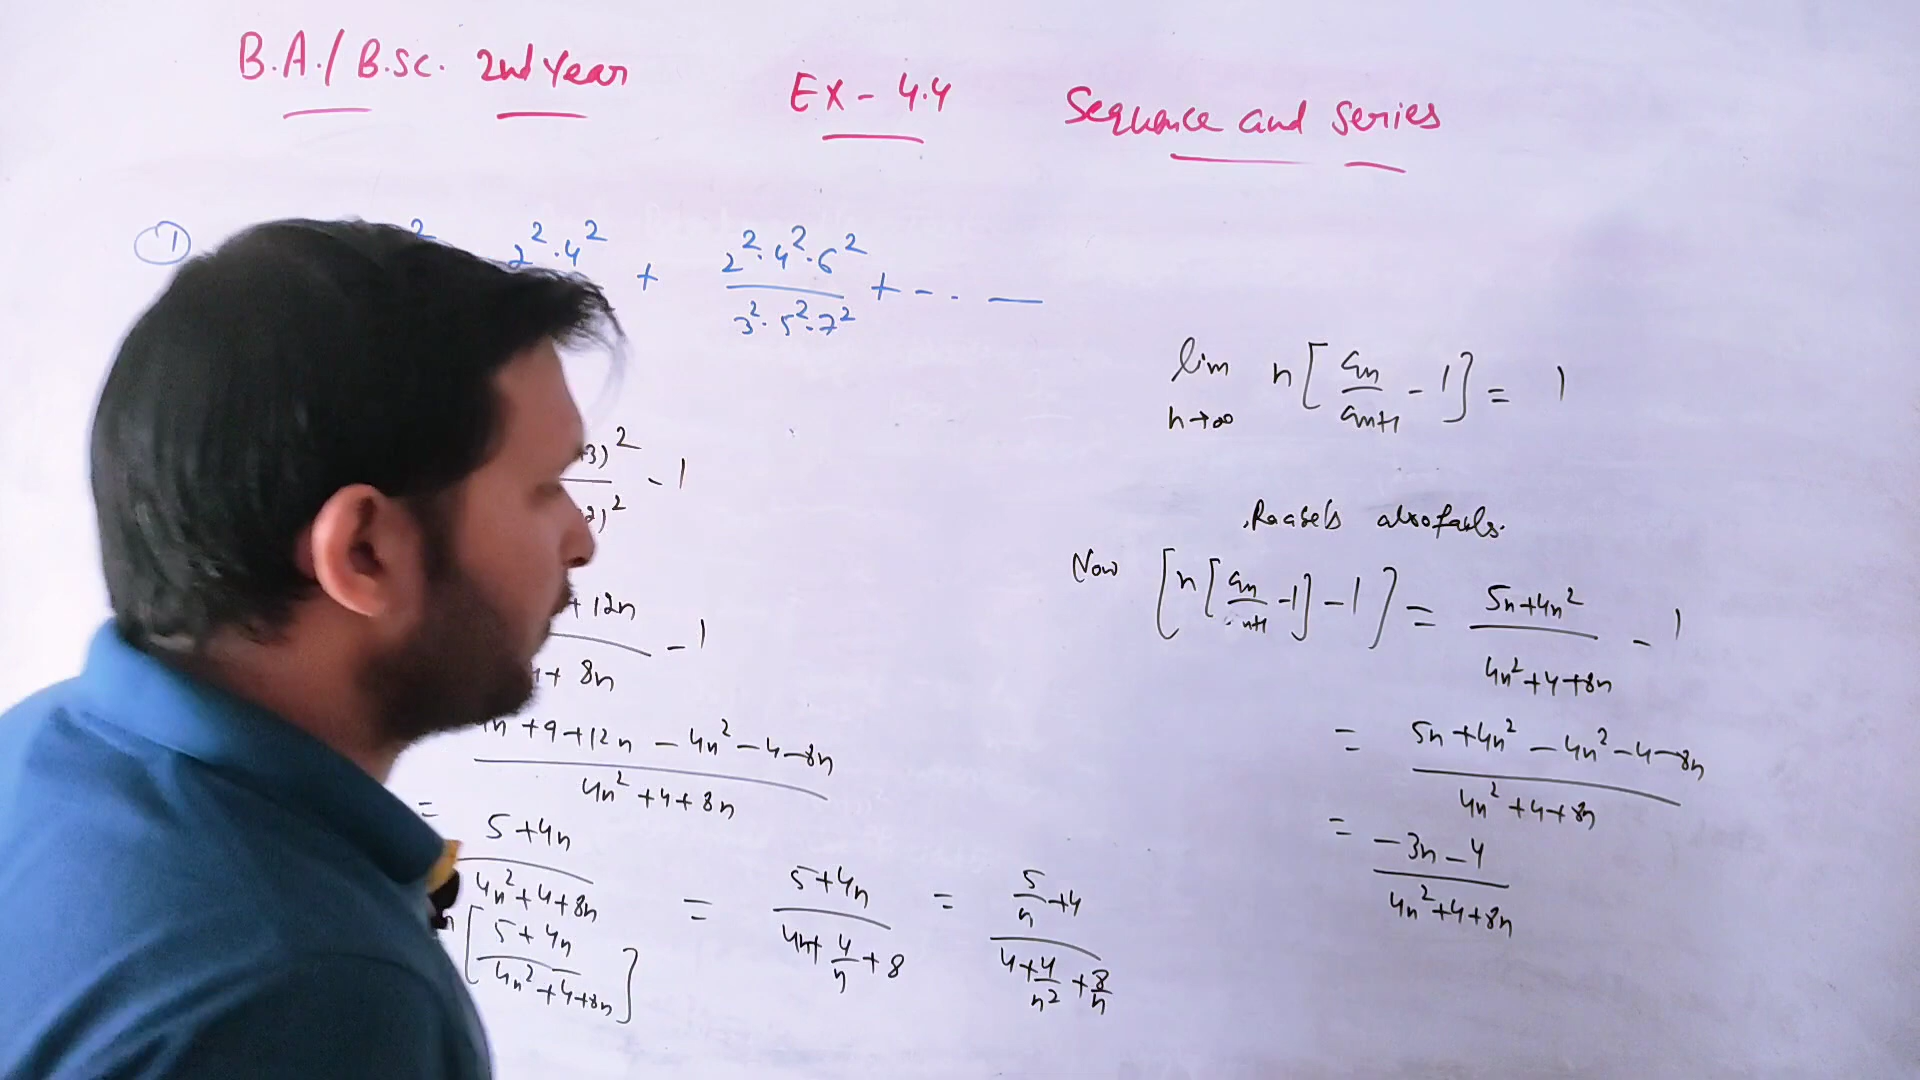 B.A./B.Sc. 2nd Year
Ex - 4.4
Sequence and series
①
2² · 4² + 2²·4²·6² / 3²·5²·7² + - - - —
+3)² / 2)² - 1
+ 12n / + 8n - 1
+9+12n - 4n² - 4 - 8n / 4n² + 4 + 8n
= 5+4n / 4n²+4+8n
n [ 5+4n / 4n²+4+8n ] = 5+4n / 4n+ 4/n + 8 = 5/n +4 / 4+ 4/n² + 8/n
lim n→∞ n [ an / an+1 - 1 ] = 1
Raabe's also fails.
Now [ n [ an / n+1 -1 ] - 1 ] = 5n+4n² / 4n²+4+8n - 1
= 5n+4n² - 4n² - 4 - 8n / 4n²+4+8n
= -3n-4 / 4n²+4+8n